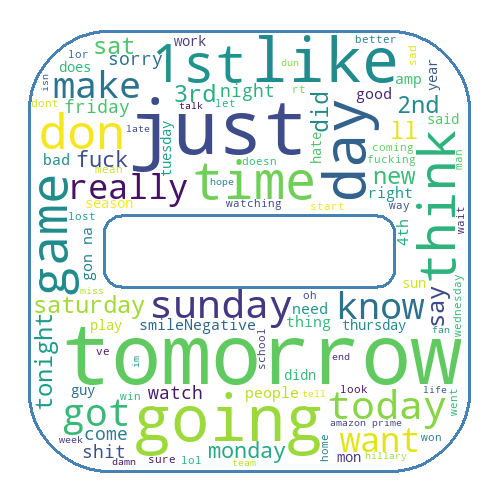 sat
work
1st
like
better
sad
lor
does
sorry
dun
rt
isn
make
3rd
night
amp
year
talk
let
good
2nd
dont
friday
just
did
day
said
don
late
tuesday
hate
ll
coming
fucking
man
bad
fuck
doesn
think
mean
really
time
new
hope
right
game
season
watching
start
way
wait
lost
4th
gon na
sun
miss
saturday
sunday
oh
need
know
say
wednesday
tonight
play
smileNegative
thing
thursday
fan
school
ve
im
tomorrow
end
didn
guy
win
watch
people
tell
look
life
went
got
going
today
come
amazon prime
won
week
shit
monday
home
want
damn
sure
lol
team
mon
hillary